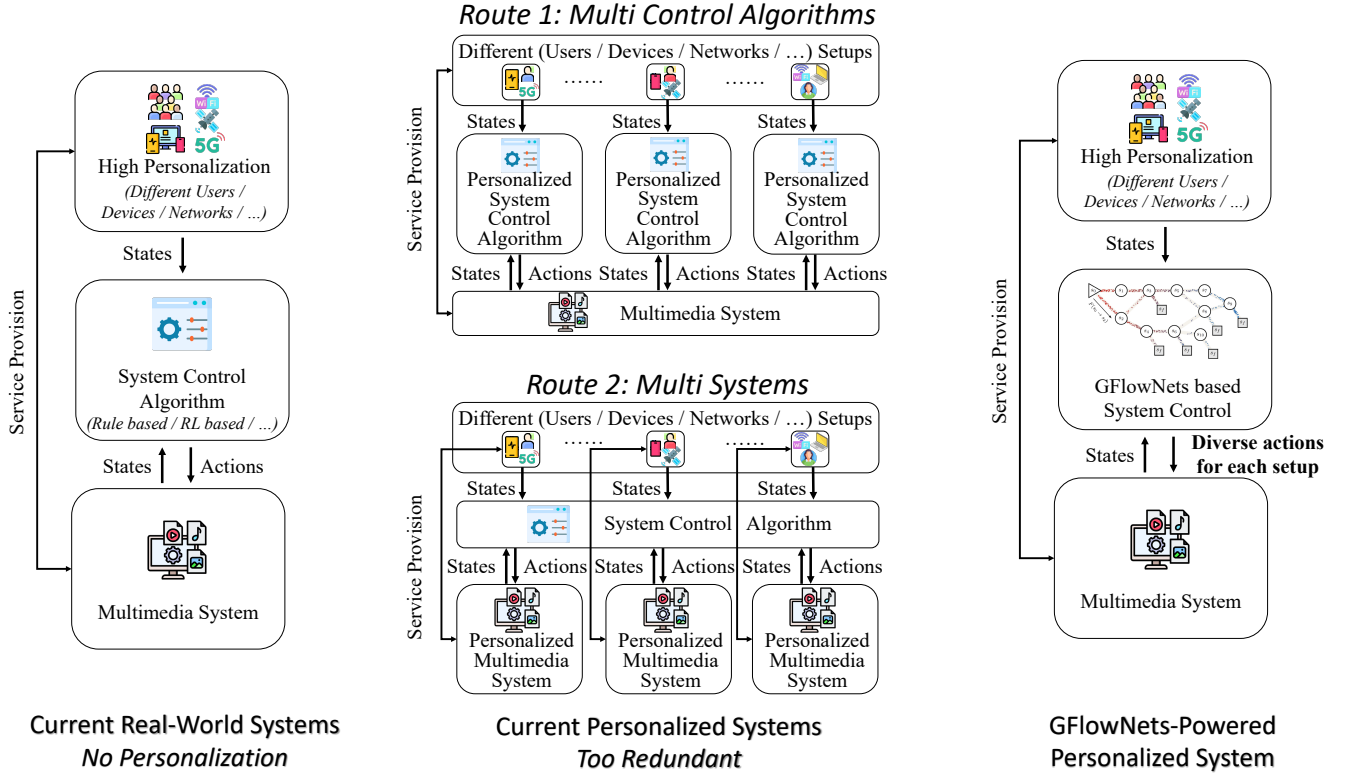 High Personalization
(Different Users /
Devices / Networks / ...)
States
Service Provision
System Control
Algorithm
(Rule based / RL based / ...)
States
Actions
Multimedia System
Current Real-World Systems
No Personalization
Route 1: Multi Control Algorithms
Different (Users / Devices / Networks / ...) Setups
5G
......
......
States
States
States
Service Provision
Personalized
System
Control
Algorithm
Personalized
System
Control
Algorithm
Personalized
System
Control
Algorithm
States
Actions
States
Actions
States
Actions
Multimedia System
Route 2: Multi Systems
Different (Users / Devices / Networks / ...) Setups
5G
......
......
States
States
States
Service Provision
System Control Algorithm
States
Actions
States
Actions
States
Actions
Personalized
Multimedia
System
Personalized
Multimedia
System
Personalized
Multimedia
System
Current Personalized Systems
Too Redundant
WiFi
5G
High Personalization
(Different Users /
Devices / Networks / ...)
States
Service Provision
GFlowNets based
System Control
States
Diverse actions
for each setup
Multimedia System
GFlowNets-Powered
Personalized System